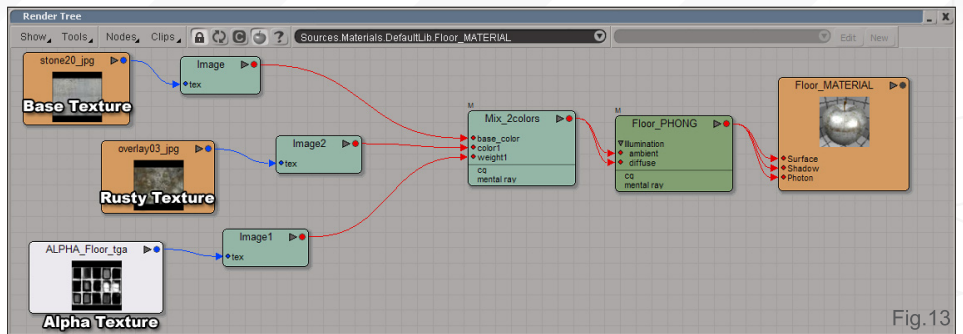 Render Tree
_ X
Show Tools Nodes Clips C ? Sources.Materials.DefaultLib.Floor_MATERIAL Edit New
stone20_jpg
Base Texture
Image
tex
overlay03_jpg
Rusty Texture
Image2
tex
ALPHA_Floor_tga
Alpha Texture
Image1
tex
M
Mix_2colors
base_color
color1
weight1
cg
mental ray
M
Floor_PHONG
Illumination
ambient
diffuse
cg
mental ray
Floor_MATERIAL
Surface
Shadow
Photon
Fig.13